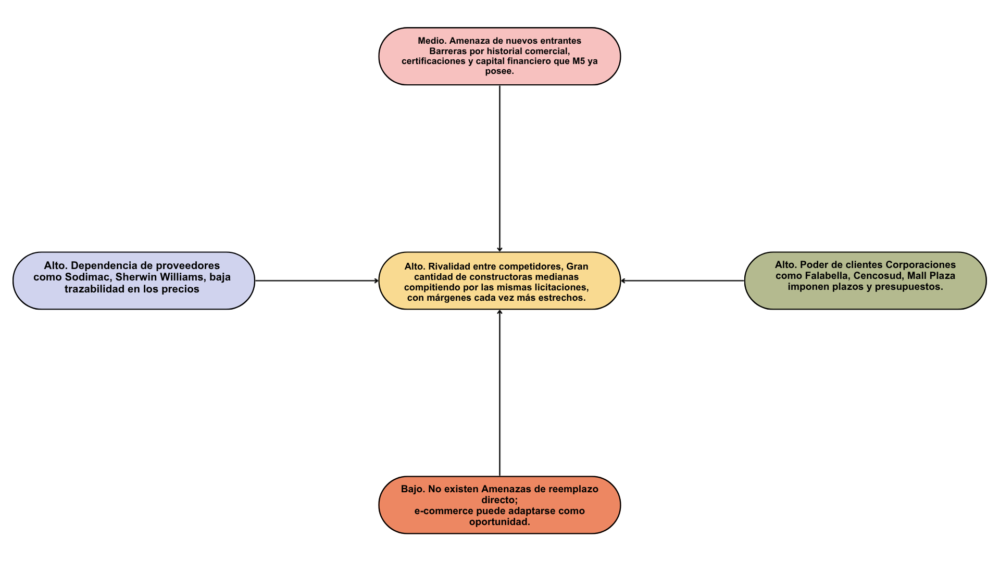 Medio. Amenaza de nuevos entrantes
Barreras por historial comercial,
certificaciones y capital financiero que M5 ya
posee.
Alto. Dependencia de proveedores
como Sodimac, Sherwin Williams, baja
trazabilidad en los precios
Alto. Rivalidad entre competidores, Gran
cantidad de constructoras medianas
compitiendo por las mismas licitaciones,
con márgenes cada vez más estrechos.
Alto. Poder de clientes Corporaciones
como Falabella, Cencosud, Mall Plaza
imponen plazos y presupuestos.
Bajo. No existen Amenazas de reemplazo
directo;
e-commerce puede adaptarse como
oportunidad.